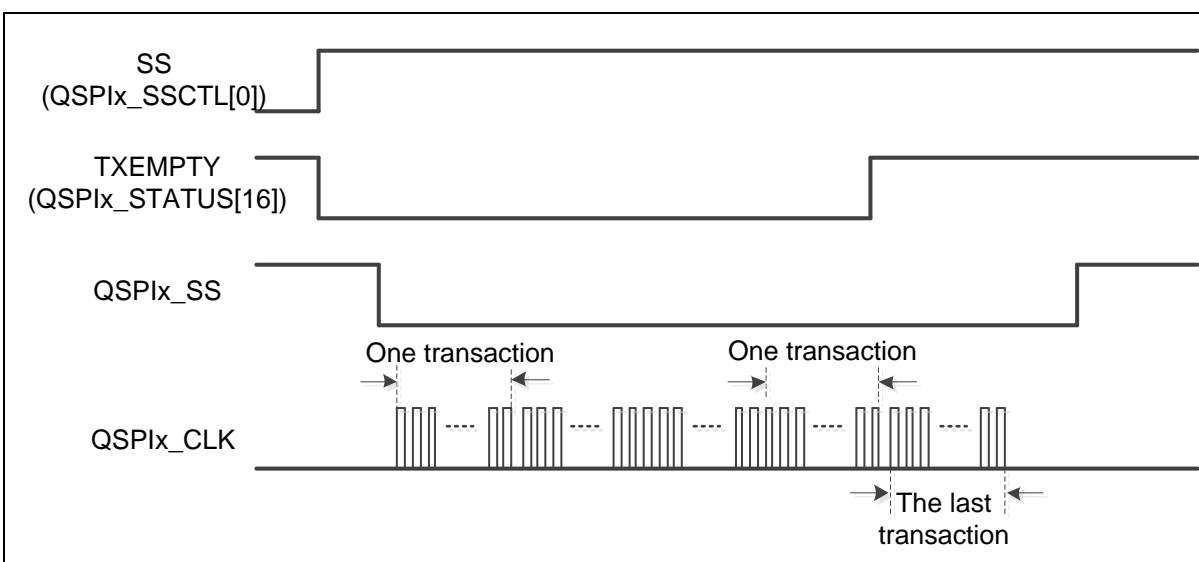 SS
(QSPIx_SSCTL[0])
TXEMPTY
(QSPIx_STATUS[16])
QSPIx_SS
One transaction
One transaction
QSPIx_CLK
The last
transaction